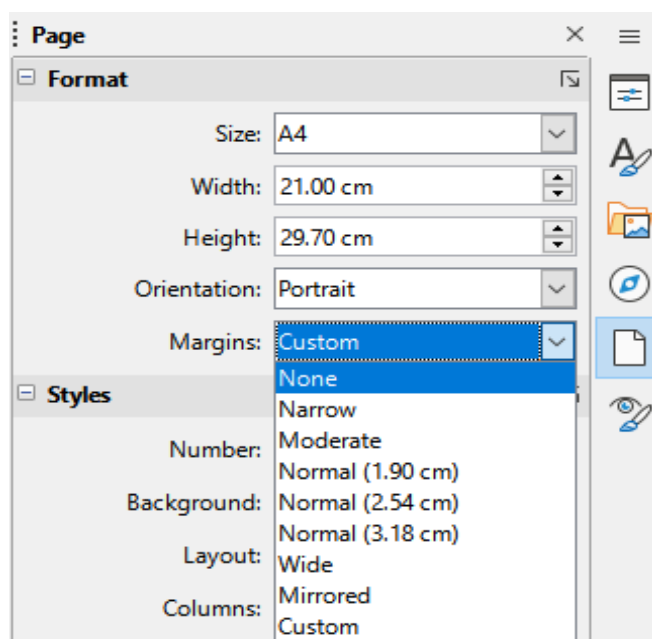 Page
Format
Size: A4
Width: 21.00 cm
Height: 29.70 cm
Orientation: Portrait
Margins: Custom
None
Styles
Narrow
Moderate
Number:
Normal (1.90 cm)
Background: Normal (2.54 cm)
Normal (3.18 cm)
Layout:
Wide
Mirrored
Columns:
Custom